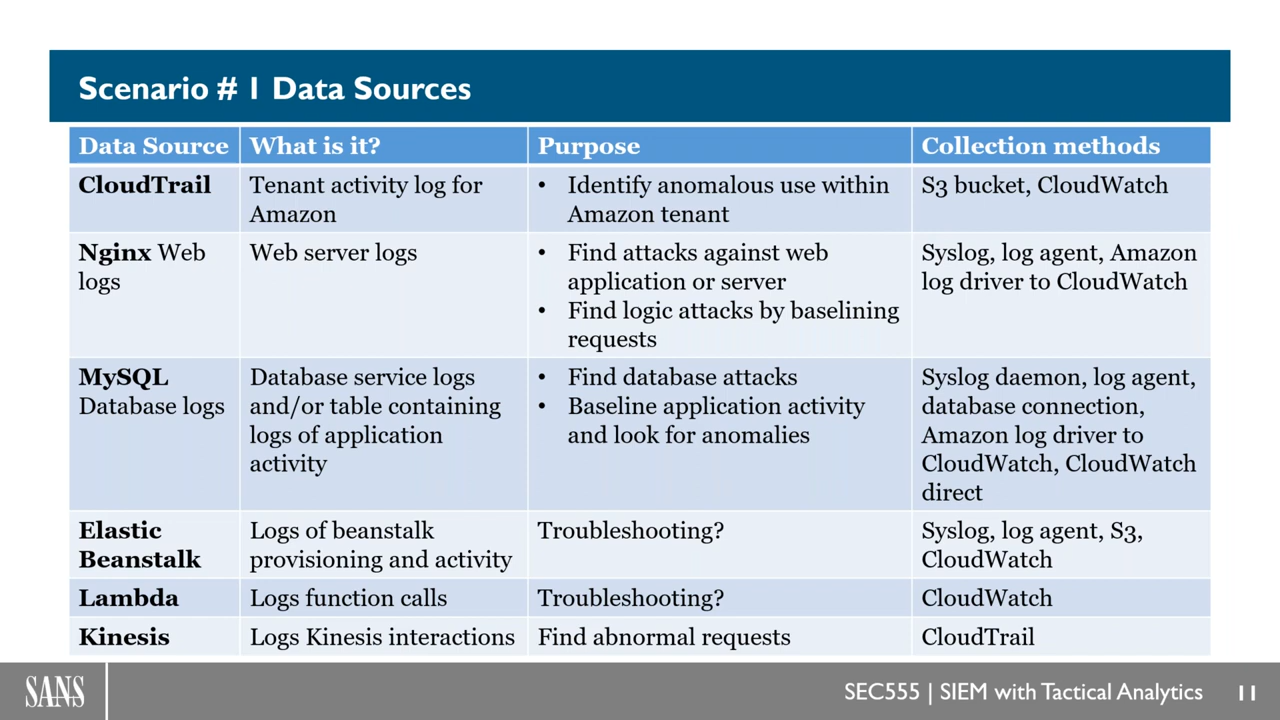 Scenario # 1 Data Sources
Data Source
What is it?
Purpose
Collection methods
CloudTrail
Tenant activity log for
Amazon
• Identify anomalous use within
Amazon tenant
S3 bucket, CloudWatch
Nginx Web
logs
Web server logs
• Find attacks against web
application or server
• Find logic attacks by baselining
requests
Syslog, log agent, Amazon
log driver to CloudWatch
MySQL
Database logs
Database service logs
and/or table containing
logs of application
activity
• Find database attacks
• Baseline application activity
and look for anomalies
Syslog daemon, log agent,
database connection,
Amazon log driver to
CloudWatch, CloudWatch
direct
Elastic
Beanstalk
Logs of beanstalk
provisioning and activity
Troubleshooting?
Syslog, log agent, S3,
CloudWatch
Lambda
Logs function calls
Troubleshooting?
CloudWatch
Kinesis
Logs Kinesis interactions
Find abnormal requests
CloudTrail
SANS
SEC555 | SIEM with Tactical Analytics
11